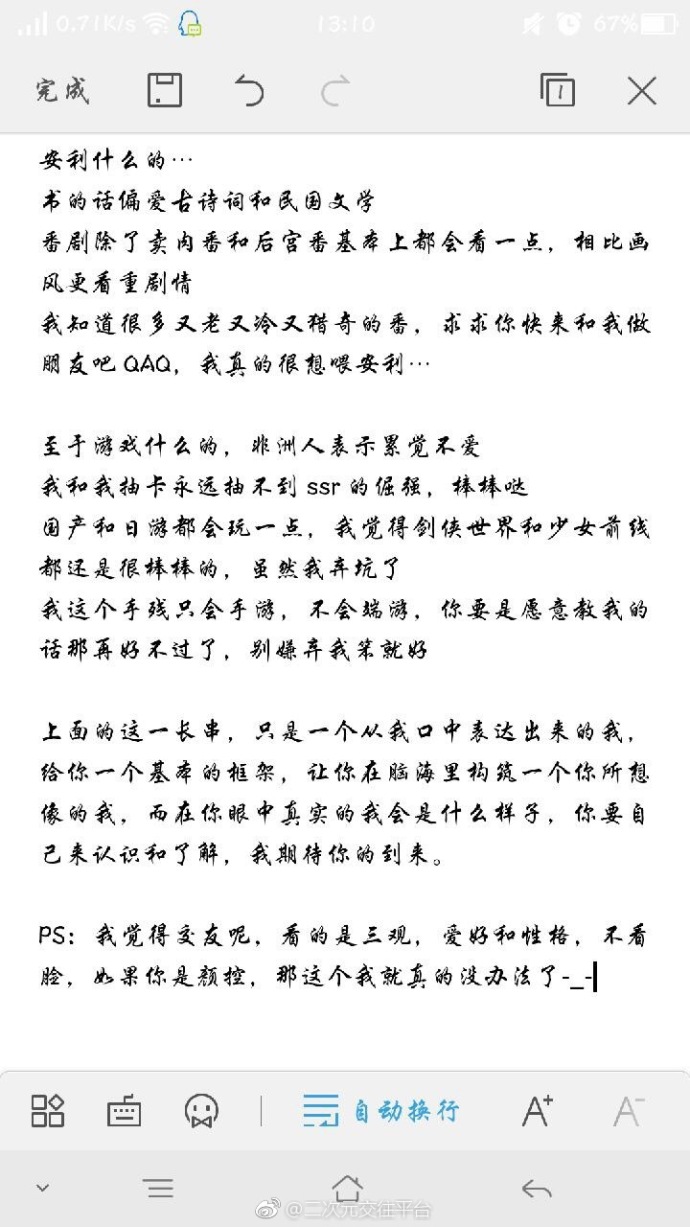 0.71K/s 13:10 67%
完成 1
安利什么的…
书的话偏爱古诗词和民国文学
番剧除了卖肉番和后宫番基本上都会看一点，相比画
风更看重剧情
我知道很多又老又冷又猎奇的番，求求你快来和我做
朋友吧QAQ，我真的很想喂安利…
至于游戏什么的，非洲人表示累觉不爱
我和我抽卡永远抽不到ssr的倔强，棒棒哒
国产和日游都会玩一点，我觉得剑侠世界和少女前线
都还是很棒棒的，虽然我弃坑了
我这个手残只会手游，不会端游，你要是愿意教我的
话那再好不过了，别嫌弃我笨就好
上面的这一长串，只是一个从我口中表达出来的我，
给你一个基本的框架，让你在脑海里构筑一个你所想
像的我，而在你眼中真实的我会是什么样子，你要自
己来认识和了解，我期待你的到来。
PS：我觉得交友呢，看的是三观，爱好和性格，不看
脸，如果你是颜控，那这个我就真的没办法了-_-
自动换行 A+ A-
@二次元交往平台